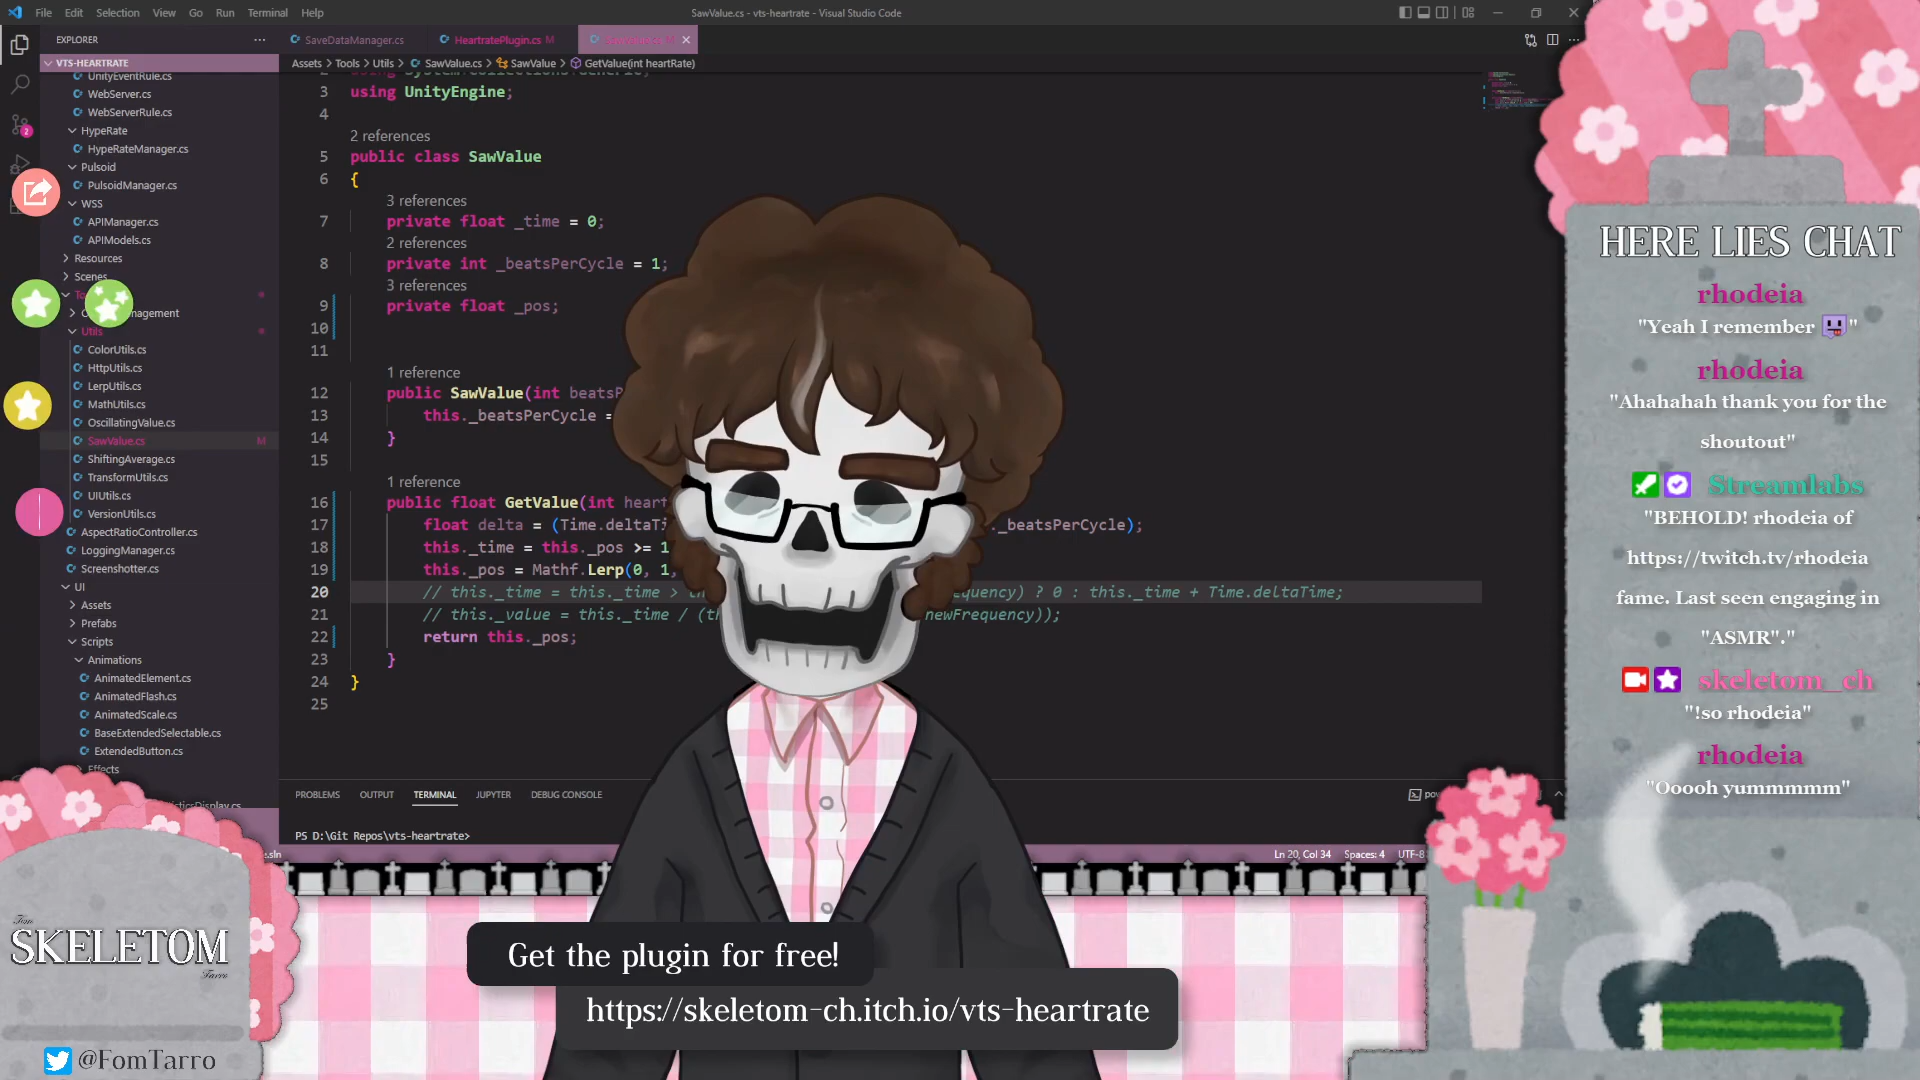 File Edit Selection View Go Run Terminal Help
SawValue.cs - vts-heartrate - Visual Studio Code
EXPLORER
SaveDataManager.cs
HeartratePlugin.cs M
VTS-HEARTRATE
Assets > Tools > Utils > SawValue.cs > SawValue > GetValue(int heartRate)
UnityEventRule.cs
WebServer.cs
WebServerRule.cs
HypeRate
HypeRateManager.cs
Pulsoid
PulsoidManager.cs
WSS
APIManager.cs
APIModels.cs
Resources
Scenes
Utils
ColorUtils.cs
HttpUtils.cs
LerpUtils.cs
MathUtils.cs
OscillatingValue.cs
SawValue.cs M
ShiftingAverage.cs
TransformUtils.cs
UIUtils.cs
VersionUtils.cs
AspectRatioController.cs
LoggingManager.cs
Screenshotter.cs
UI
Assets
Prefabs
Scripts
Animations
AnimatedElement.cs
AnimatedFlash.cs
AnimatedScale.cs
BaseExtendedSelectable.cs
ExtendedButton.cs
Effects
3 using UnityEngine;
4
2 references
5 public class SawValue
6 {
3 references
7 private float _time = 0;
2 references
8 private int _beatsPerCycle = 1;
3 references
9 private float _pos;
10
11
1 reference
12 public SawValue(int beatsP
13 this._beatsPerCycle =
14 }
15
1 reference
16 public float GetValue(int heart
17 float delta = (Time.deltaTi ._beatsPerCycle);
18 this._time = this._pos >= 1
19 this._pos = Mathf.Lerp(0, 1,
20 // this._time = this._time > th equency) ? 0 : this._time + Time.deltaTime;
21 // this._value = this._time / (th newFrequency));
22 return this._pos;
23 }
24 }
25
PROBLEMS OUTPUT TERMINAL JUPYTER DEBUG CONSOLE
PS D:\Git Repos\vts-heartrate>
Ln 20, Col 34 Spaces: 4 UTF-8
HERE LIES CHAT
rhodeia
"Yeah I remember 😛"
rhodeia
"Ahahahah thank you for the
shoutout"
Streamlabs
"BEHOLD! rhodeia of
https://twitch.tv/rhodeia
fame. Last seen engaging in
"ASMR"."
skeletom_ch
"!so rhodeia"
rhodeia
"Ooooh yummmmm"
Tom
SKELETOM
Farro
@FomTarro
Get the plugin for free!
https://skeletom-ch.itch.io/vts-heartrate